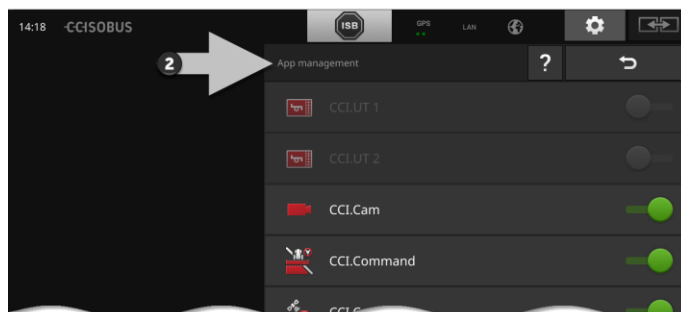 14:18 CCISOBUS ISB GPS LAN
2 App management ?
CCI.UT 1
CCI.UT 2
CCI.Cam
CCI.Command